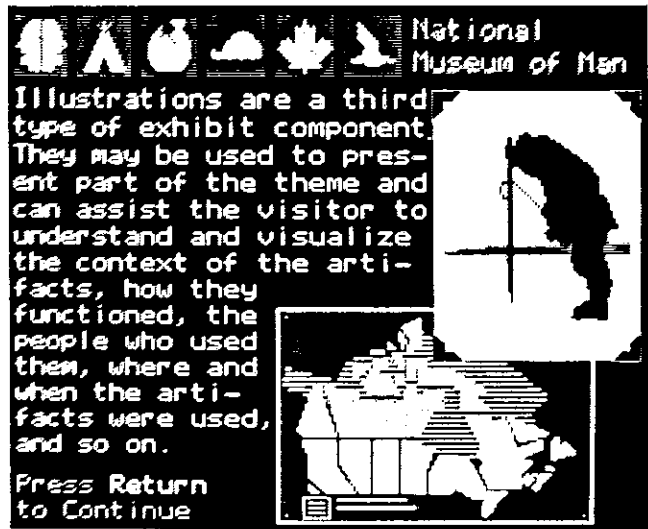 National
Museum of Man
Illustrations are a third
type of exhibit component.
They may be used to pres-
ent part of the theme and
can assist the visitor to
understand and visualize
the context of the arti-
facts, how they
functioned, the
people who used
them, where and
when the arti-
facts were used,
and so on.
Press Return
to Continue